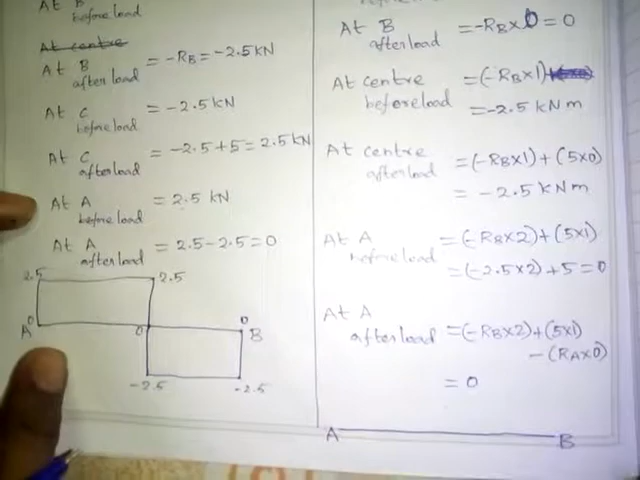 At B
before load
At centre
At B
after load = -RB = -2.5 kN
At C
before load = -2.5 kN
At C
after load = -2.5+5 = 2.5 kN
At A
before load = 2.5 kN
At A
after load = 2.5-2.5 = 0
2.5 2.5
0 0 0
A B
-2.5 -2.5
At B
after load = -RB×0 = 0
At centre = (-RB×1)
before load = -2.5 kNm
At centre
after load = (-RB×1) + (5×0)
= -2.5 kNm
At A = (-RB×2) + (5×1)
before load = (-2.5×2) + 5 = 0
At A
after load = (-RB×2) + (5×1)
- (RA×0)
= 0
A B